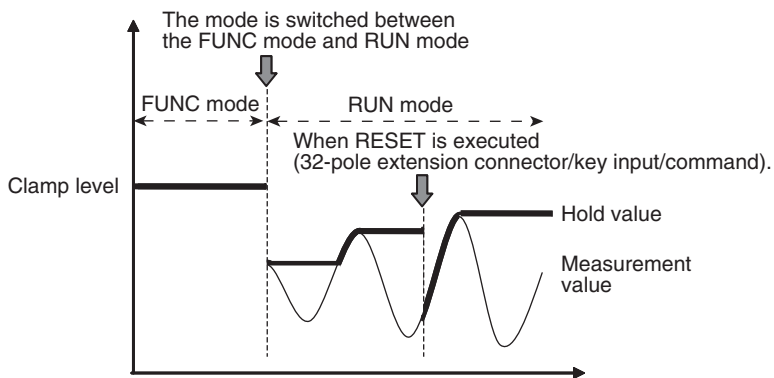 The mode is switched between
the FUNC mode and RUN mode
FUNC mode
RUN mode
When RESET is executed
(32-pole extension connector/key input/command).
Clamp level
Hold value
Measurement
value